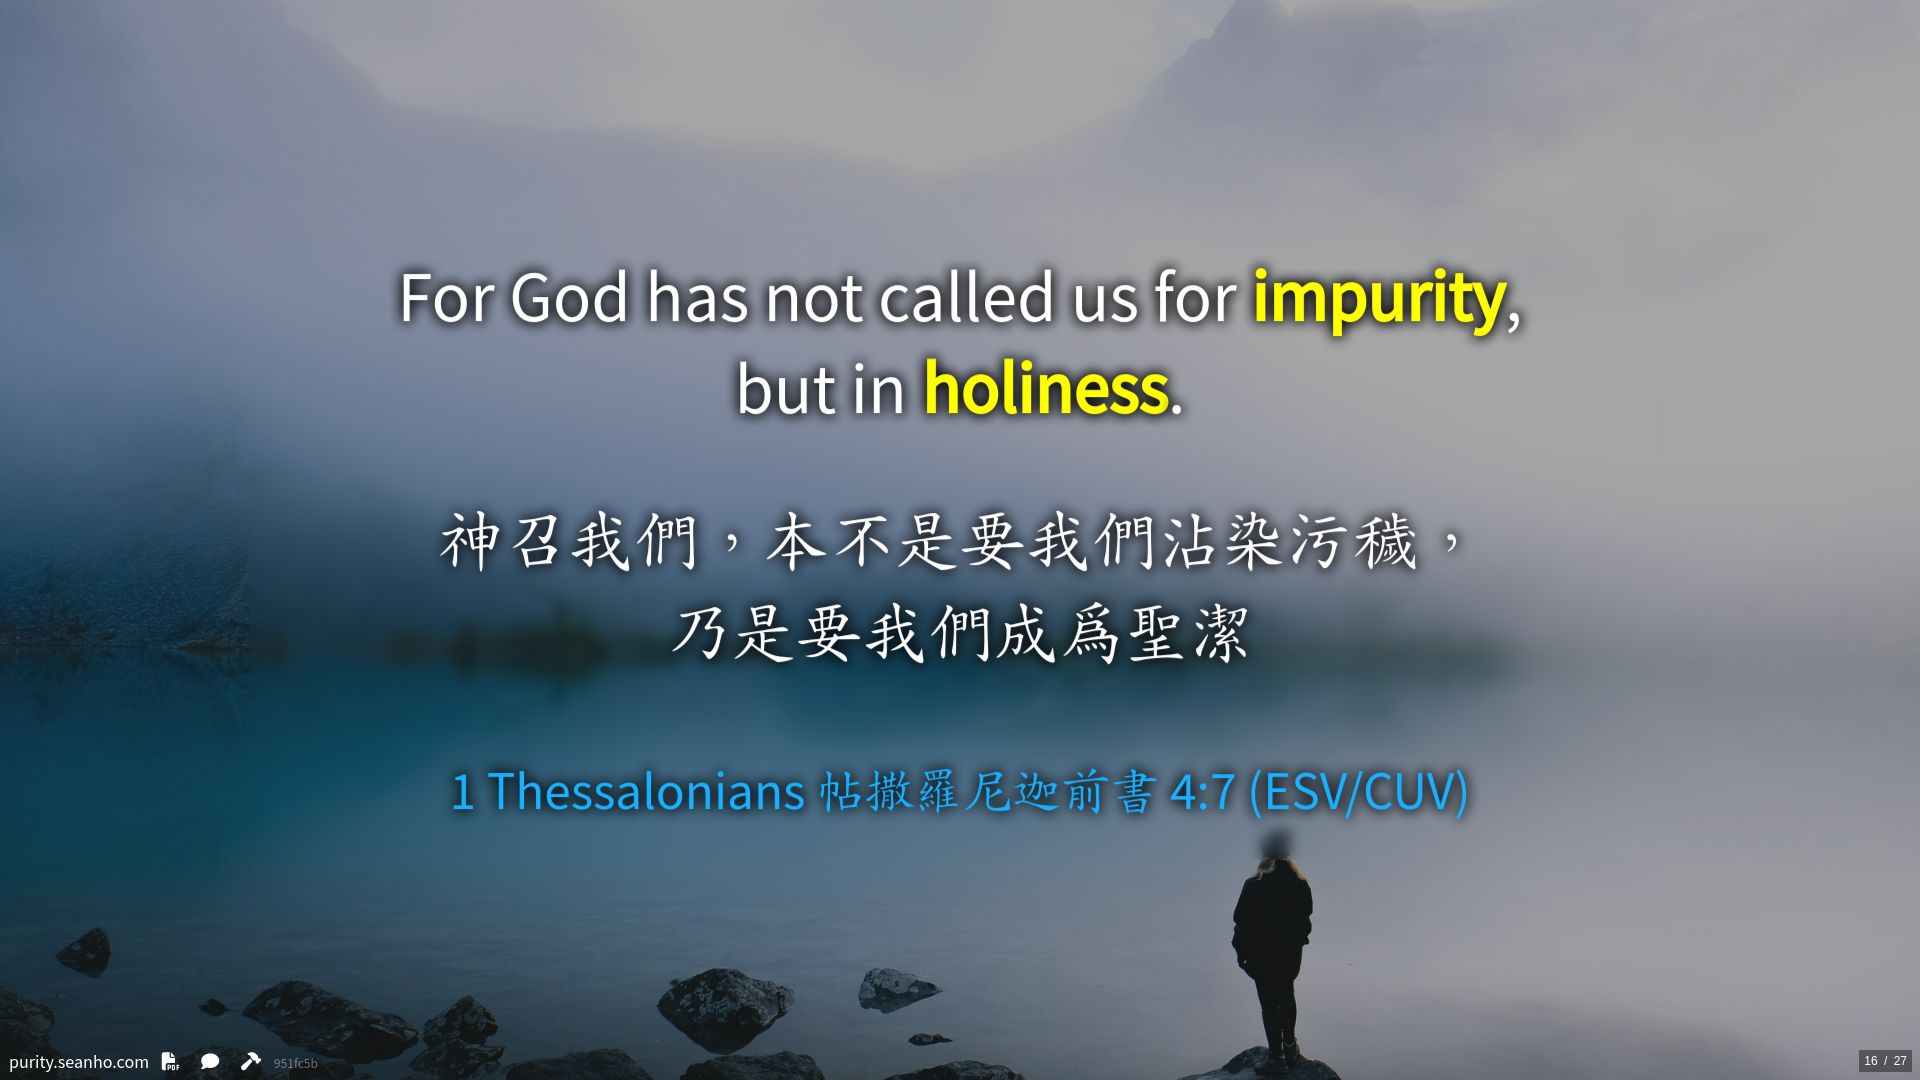 For God has not called us for impurity,
but in holiness.
神召我們，本不是要我們沾染污穢，
乃是要我們成爲聖潔
1 Thessalonians 帖撒羅尼迦前書 4:7 (ESV/CUV)
purity.seanho.com PDF 951fc5b
16 / 27